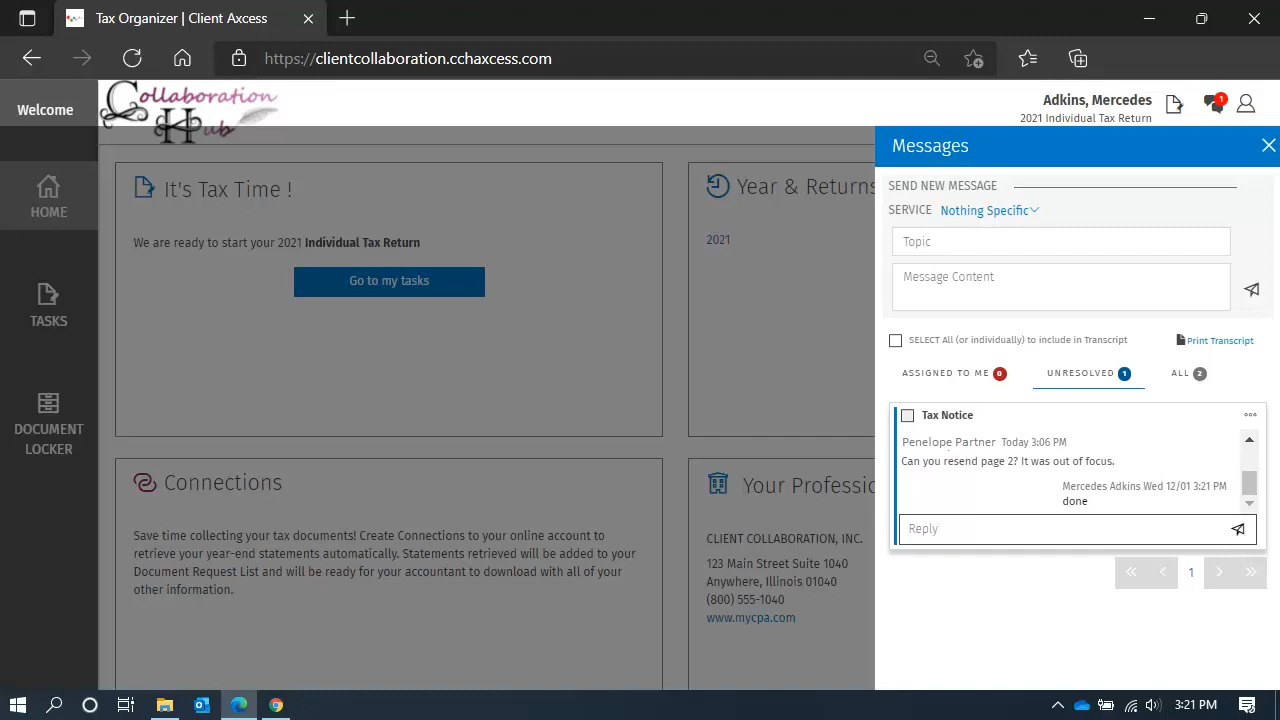 Tax Organizer | Client Axcess
https://clientcollaboration.cchaxcess.com
Welcome
Collaboration
Hub
Adkins, Mercedes
2021 Individual Tax Return
1
HOME
TASKS
DOCUMENT
LOCKER
It's Tax Time !
We are ready to start your 2021 Individual Tax Return
Go to my tasks
Year & Returns
2021
Connections
Save time collecting your tax documents! Create Connections to your online account to
retrieve your year-end statements automatically. Statements retrieved will be added to your
Document Request List and will be ready for your accountant to download with all of your
other information.
Your Professio
CLIENT COLLABORATION, INC.
123 Main Street Suite 1040
Anywhere, Illinois 01040
(800) 555-1040
www.mycpa.com
Messages
SEND NEW MESSAGE
SERVICE Nothing Specific
Topic
Message Content
SELECT All (or individually) to include in Transcript
Print Transcript
ASSIGNED TO ME 0
UNRESOLVED 1
ALL 2
Tax Notice
Penelope Partner Today 3:06 PM
Can you resend page 2? It was out of focus.
Mercedes Adkins Wed 12/01 3:21 PM
done
Reply
1
3:21 PM